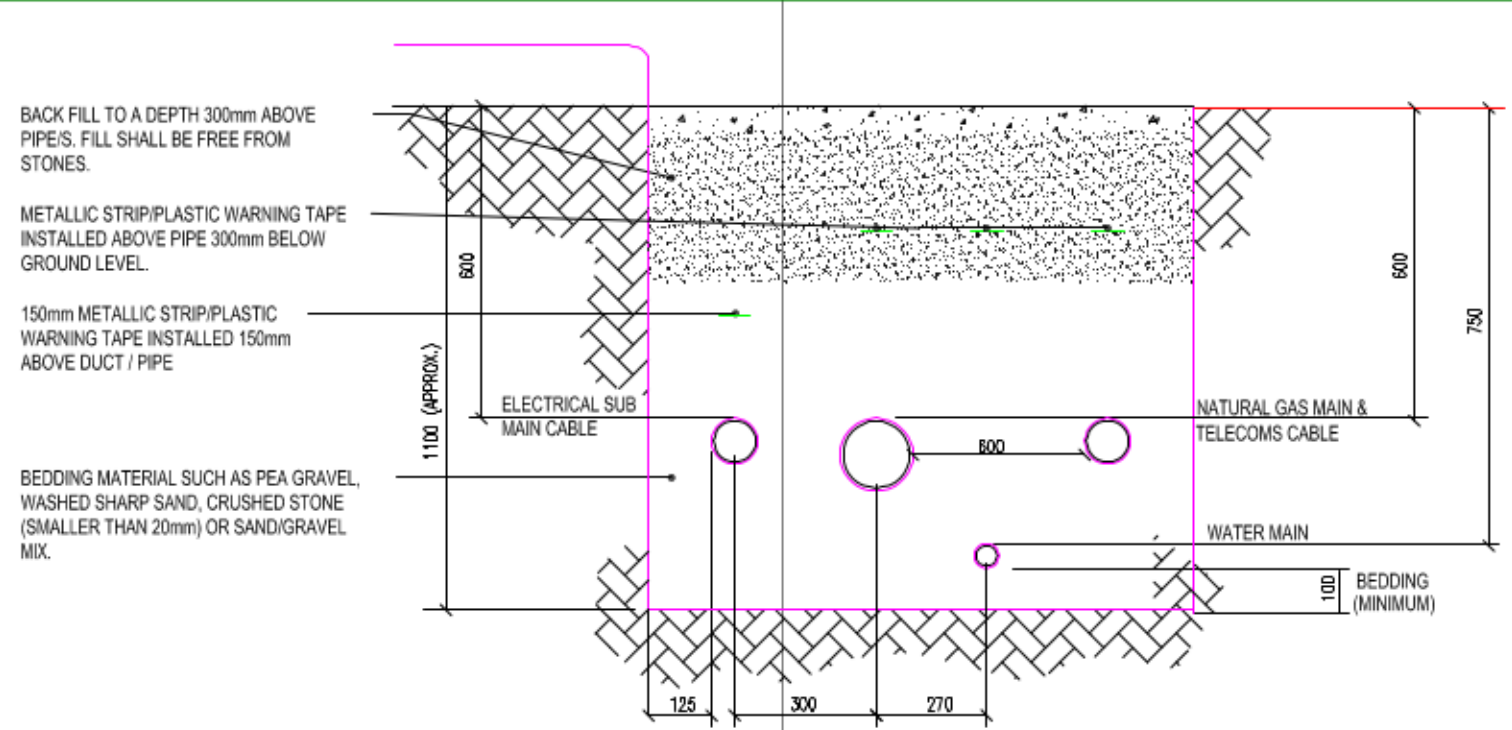 BACK FILL TO A DEPTH 300mm ABOVE
PIPE/S. FILL SHALL BE FREE FROM
STONES.
METALLIC STRIP/PLASTIC WARNING TAPE
INSTALLED ABOVE PIPE 300mm BELOW
GROUND LEVEL.
150mm METALLIC STRIP/PLASTIC
WARNING TAPE INSTALLED 150mm
ABOVE DUCT / PIPE
BEDDING MATERIAL SUCH AS PEA GRAVEL,
WASHED SHARP SAND, CRUSHED STONE
(SMALLER THAN 20mm) OR SAND/GRAVEL
MIX.
600
1100 (APPROX.)
ELECTRICAL SUB
MAIN CABLE
600
NATURAL GAS MAIN &
TELECOMS CABLE
600
750
WATER MAIN
100
BEDDING
(MINIMUM)
125
300
270